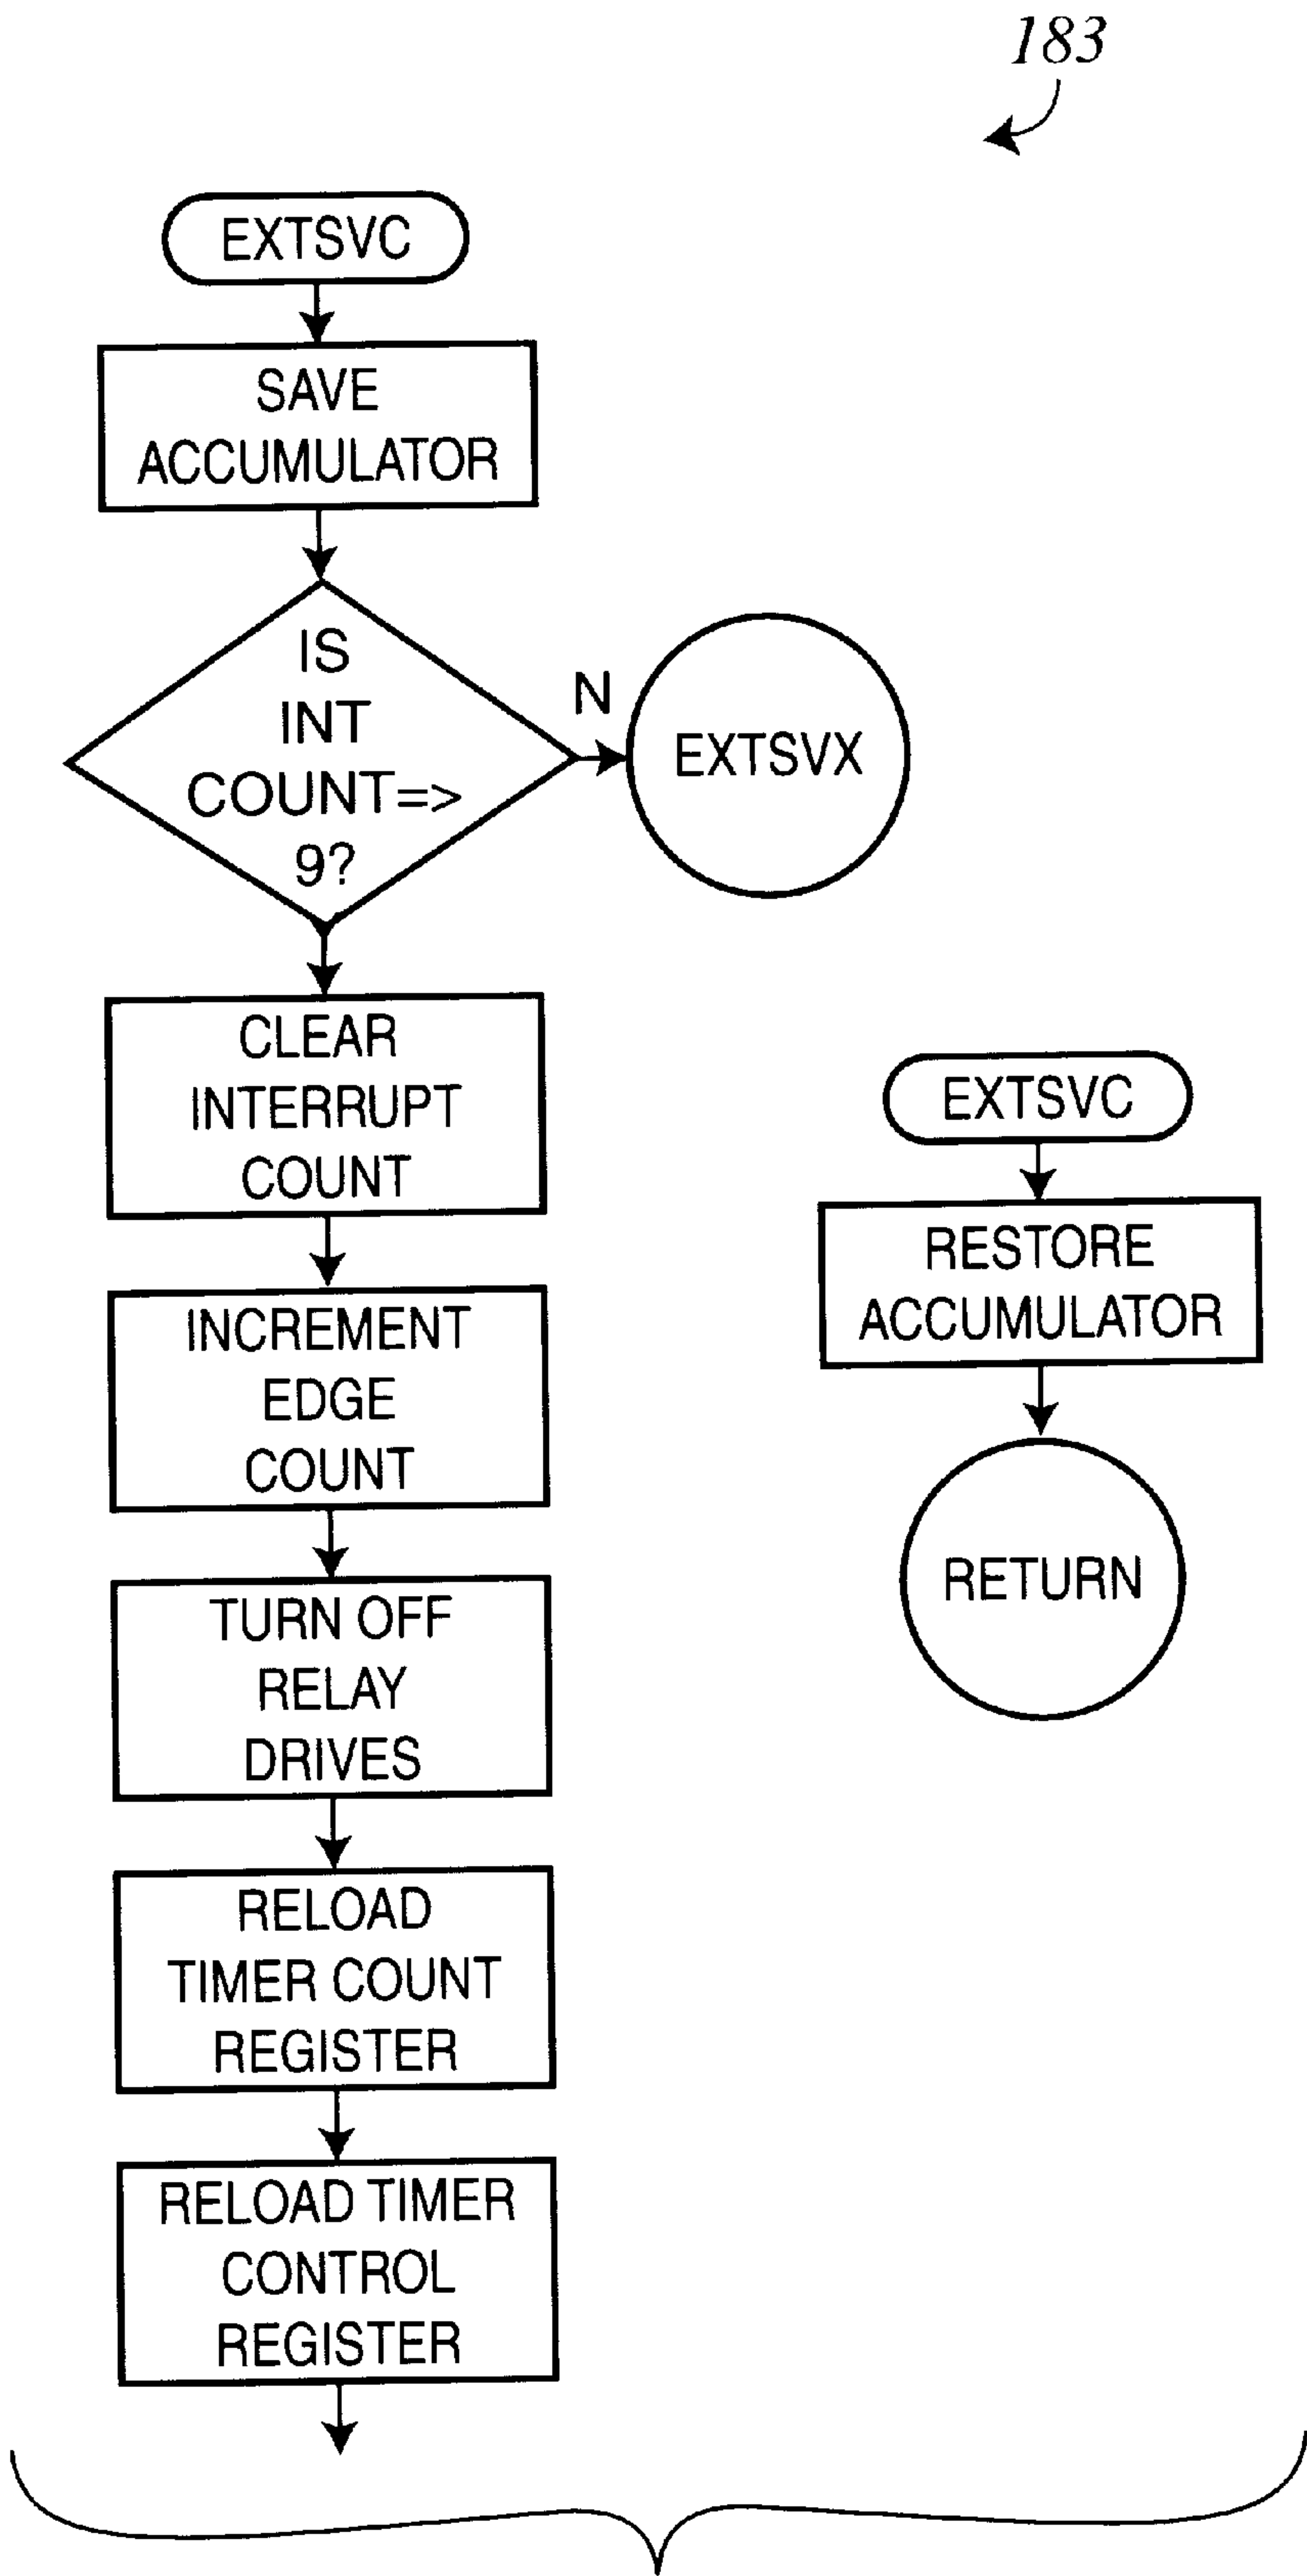 183
EXTSVC
SAVE
ACCUMULATOR
IS
INT
COUNT=>
9?
N
EXTSVX
CLEAR
INTERRUPT
COUNT
INCREMENT
EDGE
COUNT
TURN OFF
RELAY
DRIVES
RELOAD
TIMER COUNT
REGISTER
RELOAD TIMER
CONTROL
REGISTER
EXTSVC
RESTORE
ACCUMULATOR
RETURN